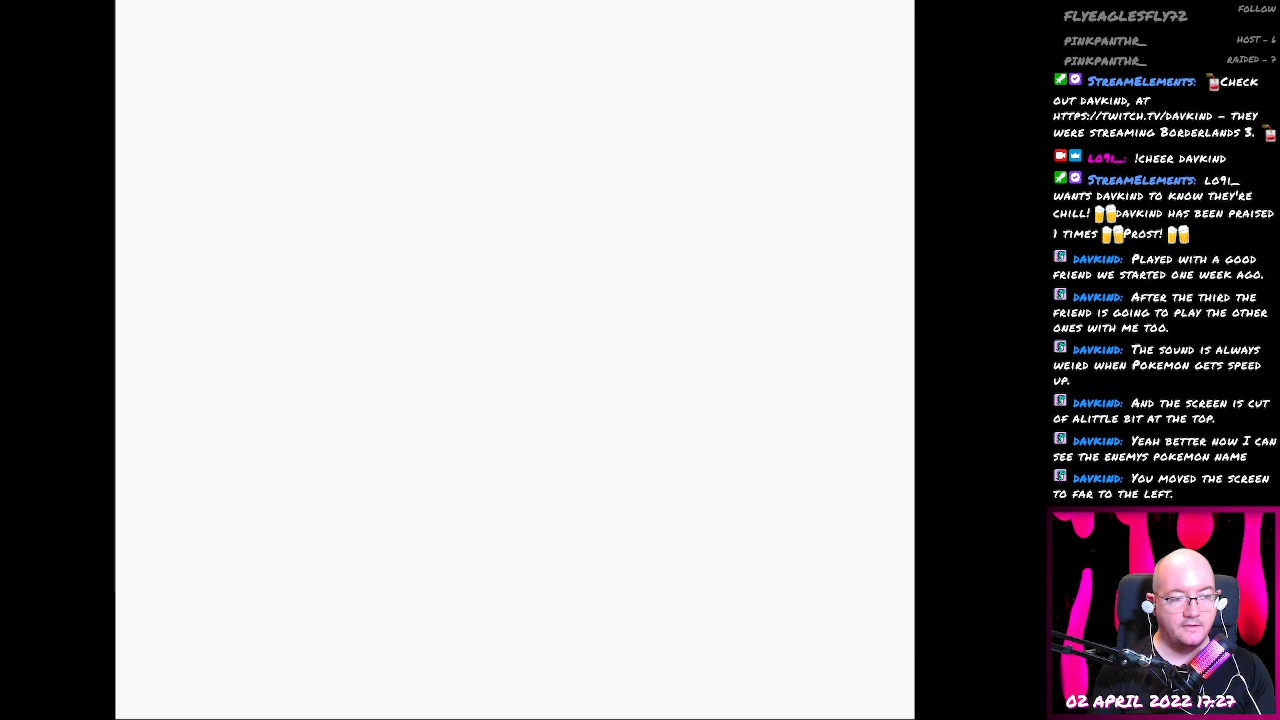 FLYEAGLESFLY72 FOLLOW
PINKPANTHR_ HOST - 6
PINKPANTHR_ RAIDED - 7
STREAMELEMENTS: CHECK
OUT DAVKIND, AT
HTTPS://TWITCH.TV/DAVKIND - THEY
WERE STREAMING BORDERLANDS 3.
LO9I_: !CHEER DAVKIND
STREAMELEMENTS: LO9I_
WANTS DAVKIND TO KNOW THEY'RE
CHILL! DAVKIND HAS BEEN PRAISED
1 TIMES PROST!
DAVKIND: PLAYED WITH A GOOD
FRIEND WE STARTED ONE WEEK AGO.
DAVKIND: AFTER THE THIRD THE
FRIEND IS GOING TO PLAY THE OTHER
ONES WITH ME TOO.
DAVKIND: THE SOUND IS ALWAYS
WEIRD WHEN POKEMON GETS SPEED
UP.
DAVKIND: AND THE SCREEN IS CUT
OF ALITTLE BIT AT THE TOP.
DAVKIND: YEAH BETTER NOW I CAN
SEE THE ENEMYS POKEMON NAME
DAVKIND: YOU MOVED THE SCREEN
TO FAR TO THE LEFT.
02 APRIL 2022 17:27